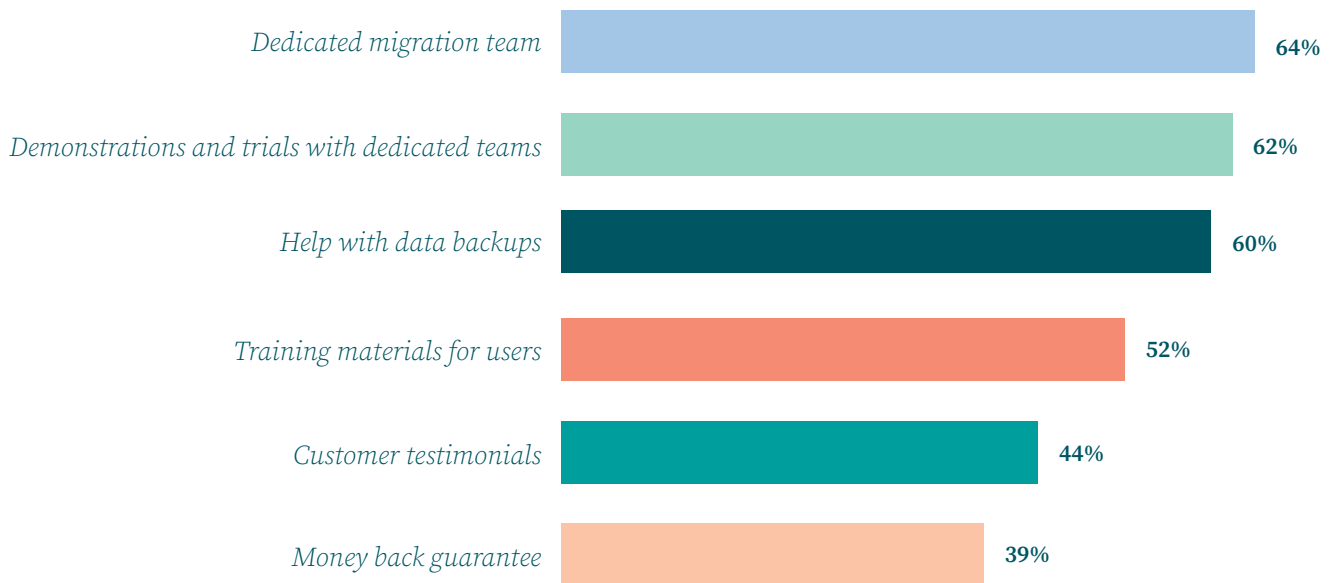 Dedicated migration team 64%
Demonstrations and trials with dedicated teams 62%
Help with data backups 60%
Training materials for users 52%
Customer testimonials 44%
Money back guarantee 39%